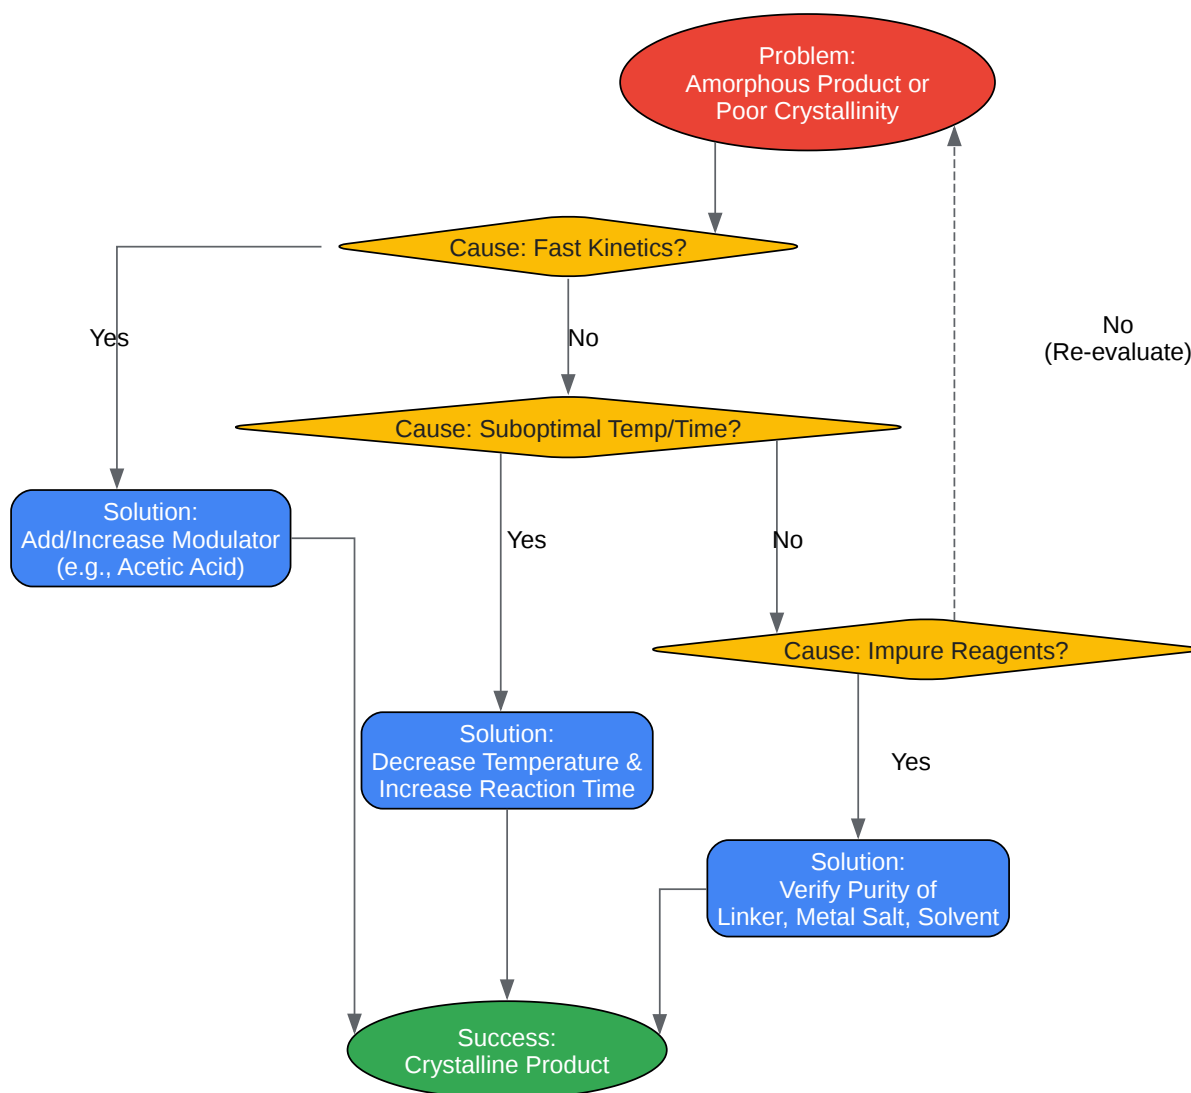 Problem:
Amorphous Product or
Poor Crystallinity
Cause: Fast Kinetics?
Yes
No
No
(Re-evaluate)
Cause: Suboptimal Temp/Time?
Solution:
Add/Increase Modulator
(e.g., Acetic Acid)
Yes
No
Cause: Impure Reagents?
Solution:
Decrease Temperature &
Increase Reaction Time
Yes
Solution:
Verify Purity of
Linker, Metal Salt, Solvent
Success:
Crystalline Product